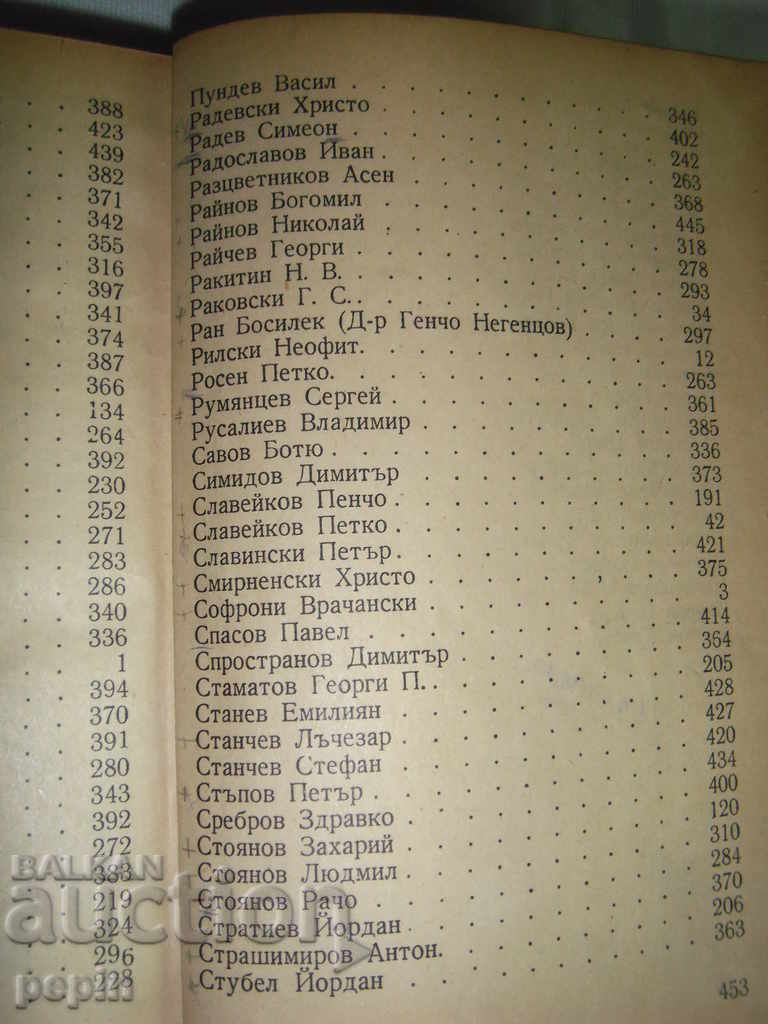 388
423
439
382
371
342
355
316
397
341
374
387
366
134
264
392
230
252
271
283
286
340
336
1
394
370
391
280
343
392
272
383
219
324
296
228
Пундев Васил . . . . . . . . . . 346
Радевски Христо . . . . . . . . . . 402
Радев Симеон . . . . . . . . . . 242
Радославов Иван . . . . . . . . . . 263
Разцветников Асен . . . . . . . . . . 368
Райнов Богомил . . . . . . . . . . 445
Райнов Николай . . . . . . . . . . 318
Райчев Георги . . . . . . . . . . 278
Ракитин Н. В. . . . . . . . . . . 293
Раковски Г. С. . . . . . . . . . . 34
Ран Босилек (Д-р Генчо Негенцов) . . . . 297
Рилски Неофит. . . . . . . . . . . 12
Росен Петко. . . . . . . . . . . 263
Румянцев Сергей . . . . . . . . . . 361
Русалиев Владимир . . . . . . . . . . 385
Савов Ботю . . . . . . . . . . 336
Симидов Димитър . . . . . . . . . . 373
Славейков Пенчо . . . . . . . . . . 191
Славейков Петко . . . . . . . . . . 42
Славински Петър . . . . . . . . . . 421
Смирненски Христо . . . . . . . . . . 375
Софрони Врачански . . . . . . . . . . 3
Спасов Павел . . . . . . . . . . 414
Спространов Димитър . . . . . . . . . . 364
Стаматов Георги П. . . . . . . . . . . 205
Станев Емилиян . . . . . . . . . . 428
Станчев Лъчезар . . . . . . . . . . 427
Станчев Стефан . . . . . . . . . . 420
Стъпов Петър . . . . . . . . . . 434
Сребров Здравко . . . . . . . . . . 400
Стоянов Захарий . . . . . . . . . . 120
Стоянов Людмил . . . . . . . . . . 310
Стоянов Рачо . . . . . . . . . . 284
Стратиев Йордан . . . . . . . . . . 370
Страшимиров Антон. . . . . . . . . . . 206
Стубел Йордан . . . . . . . . . . 363
453
BALKAN
auction
pepin